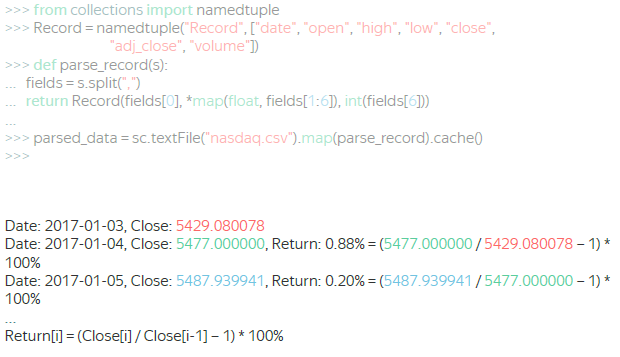 >>> from collections import namedtuple
>>> Record = namedtuple("Record", ["date", "open", "high", "low", "close",
"adj_close", "volume"])
>>> def parse_record(s):
... fields = s.split(",")
... return Record(fields[0], *map(float, fields[1:6]), int(fields[6]))
...
>>> parsed_data = sc.textFile("nasdaq.csv").map(parse_record).cache()
>>>
Date: 2017-01-03, Close: 5429.080078
Date: 2017-01-04, Close: 5477.000000, Return: 0.88% = (5477.000000 / 5429.080078 – 1) *
100%
Date: 2017-01-05, Close: 5487.939941, Return: 0.20% = (5487.939941 / 5477.000000 – 1) *
100%
...
Return[i] = (Close[i] / Close[i-1] – 1) * 100%